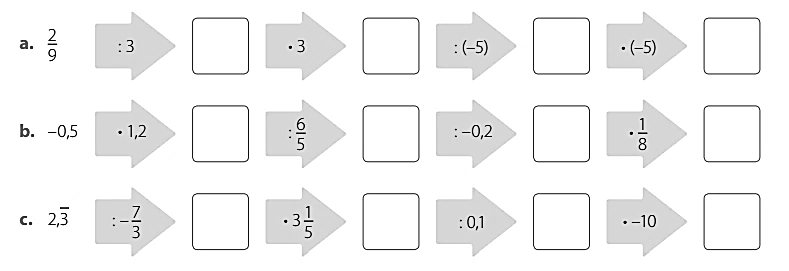 a. 2/9 : 3 • 3 : (–5) • (–5)
b. –0,5 • 1,2 : 6/5 : –0,2 • 1/8
c. 2,3̅ : –7/3 • 3 1/5 : 0,1 • –10